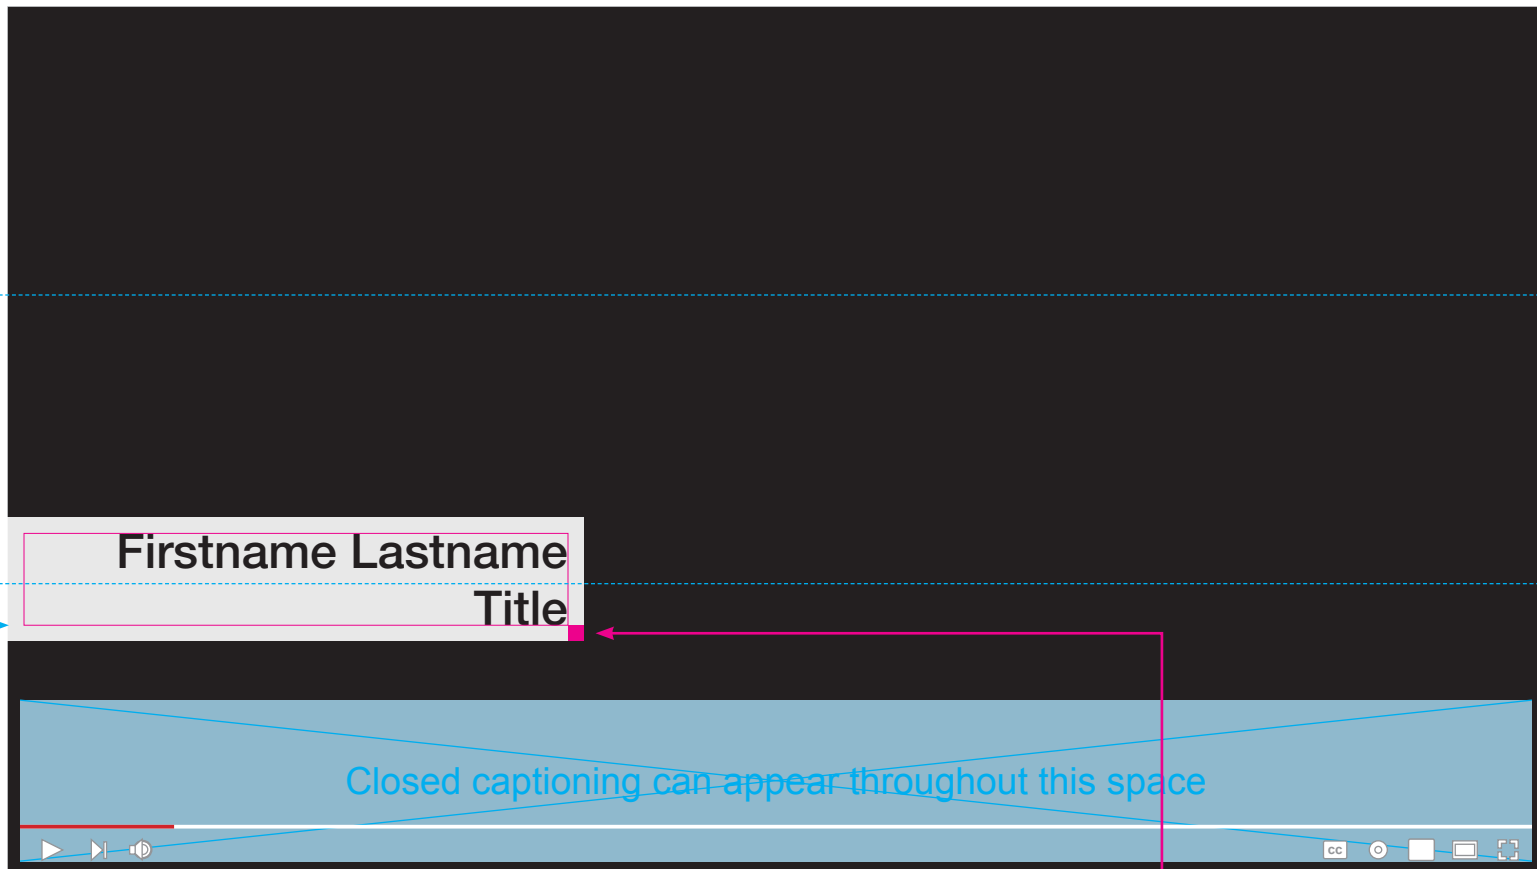 Firstname Lastname
Title
Closed captioning can appear throughout this space
CC